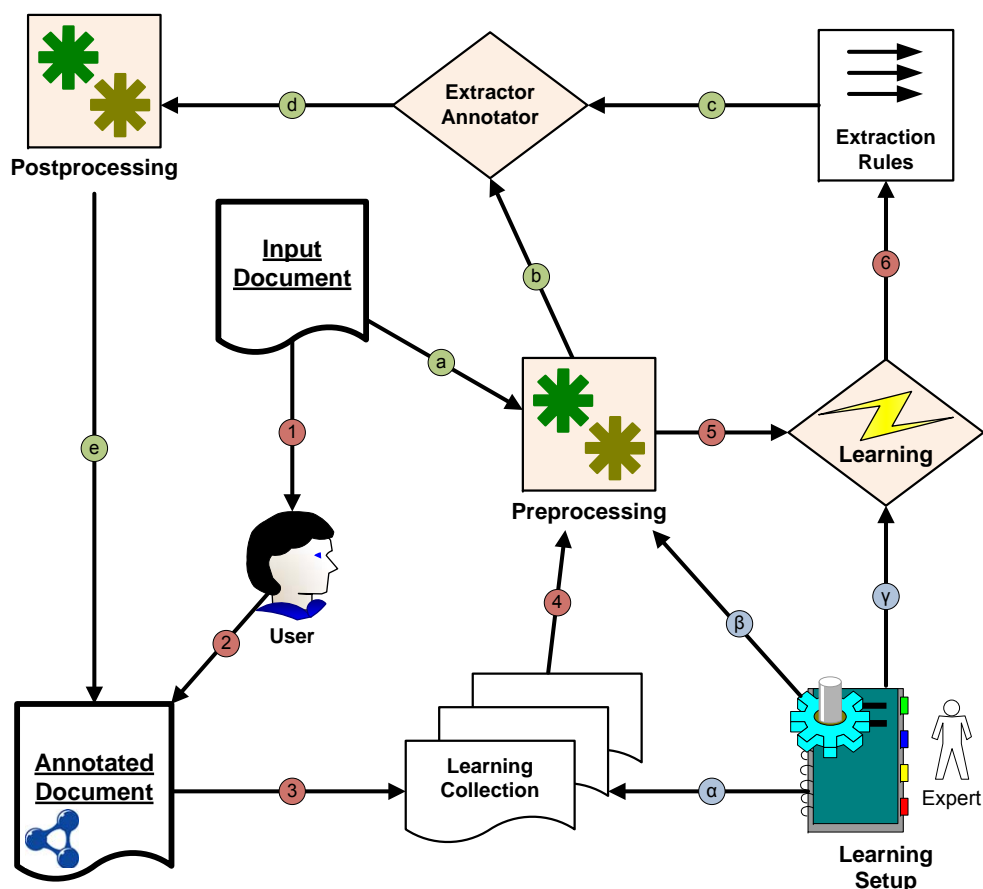 d
Extractor
Annotator
c
Extraction
Rules
Postprocessing
Input
Document
b
6
a
1
5
Learning
e
Preprocessing
4
γ
User
2
β
Annotated
Document
3
Learning
Collection
α
Expert
Learning
Setup